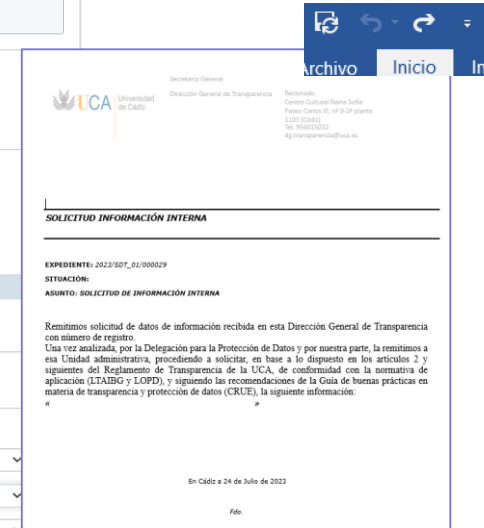 Archivo Inicio In
Secretaría General
UCA Universidad de Cádiz
Dirección General de Transparencia
Rectorado.
Centro Cultural Reina Sofía
Paseo Carlos III, nº 9-2ª planta
1103 (Cádiz)
Tel. 956015032
dg.transparencia@uca.es
SOLICITUD INFORMACIÓN INTERNA
EXPEDIENTE: 2023/SDT_01/000029
SITUACIÓN:
ASUNTO: SOLICITUD DE INFORMACIÓN INTERNA
Remitimos solicitud de datos de información recibida en esta Dirección General de Transparencia
con número de registro.
Una vez analizada, por la Delegación para la Protección de Datos y por nuestra parte, la remitimos a
esa Unidad administrativa, procediendo a solicitar, en base a lo dispuesto en los artículos 2 y
siguientes del Reglamento de Transparencia de la UCA, de conformidad con la normativa de
aplicación (LTAIBG y LOPD), y siguiendo las recomendaciones de la Guía de buenas prácticas en
materia de transparencia y protección de datos (CRUE), la siguiente información:
« »
En Cádiz a 24 de Julio de 2023
Fdo.